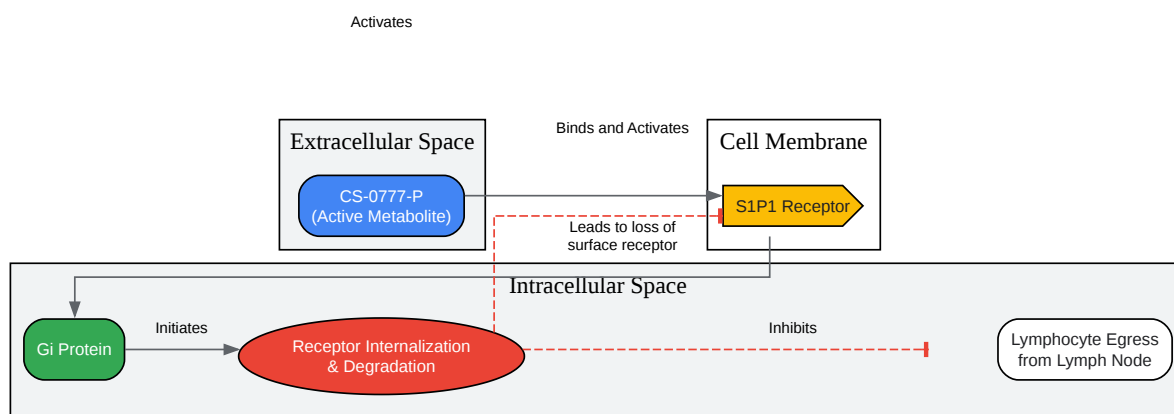 Activates
Extracellular Space
Binds and Activates
Cell Membrane
CS-0777-P
(Active Metabolite)
S1P1 Receptor
Leads to loss of
surface receptor
Intracellular Space
Gi Protein
Initiates
Receptor Internalization
& Degradation
Inhibits
Lymphocyte Egress
from Lymph Node